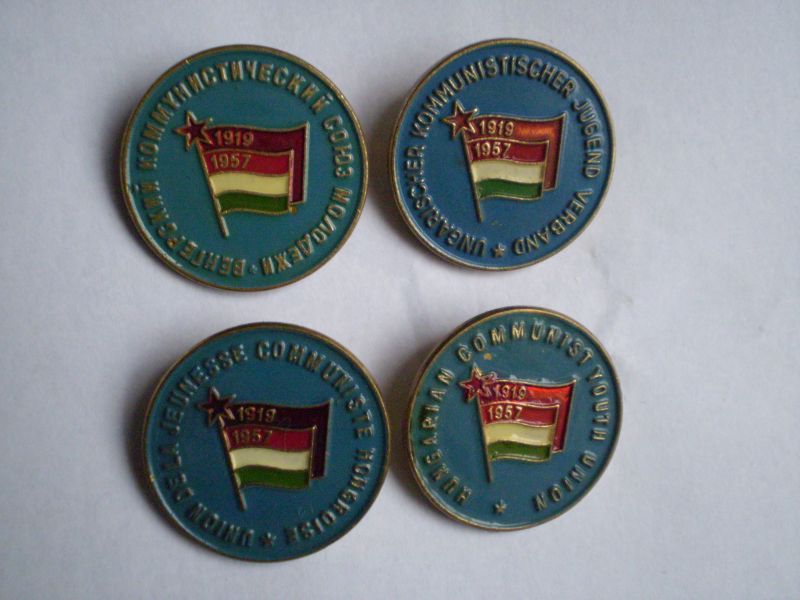 ВЕНГЕРСКИЙ КОММУНИСТИЧЕСКИЙ СОЮЗ МОЛОДЕЖИ
1919
1957
UNGARISCHER KOMMUNISTISCHER JUGEND VERBAND
1919
1957
UNION DE LA JEUNESSE COMMUNISTE HONGROISE
1919
1957
HUNGARIAN COMMUNIST YOUTH UNION
1919
1957